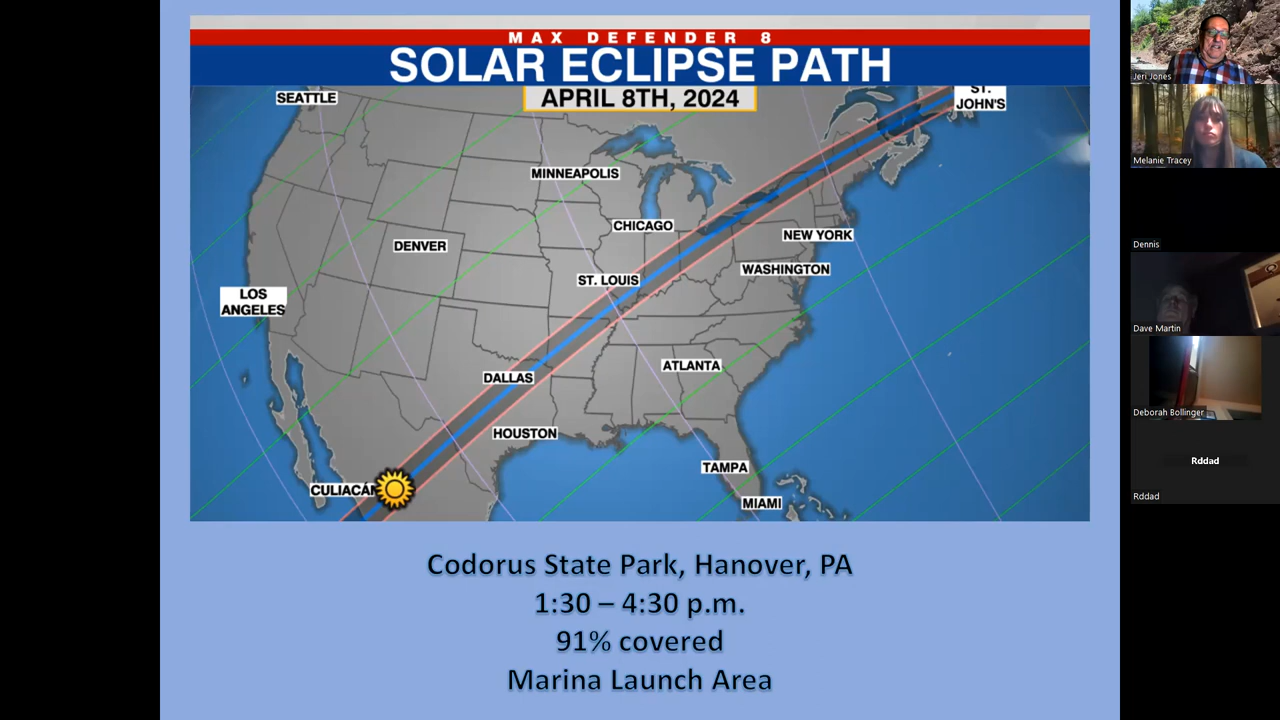 MAX DEFENDER 8
SOLAR ECLIPSE PATH
APRIL 8TH, 2024
SEATTLE
ST.
JOHN'S
MINNEAPOLIS
CHICAGO
NEW YORK
DENVER
WASHINGTON
ST. LOUIS
LOS
ANGELES
ATLANTA
DALLAS
HOUSTON
TAMPA
CULIACÁN
MIAMI
Codorus State Park, Hanover, PA
1:30 – 4:30 p.m.
91% covered
Marina Launch Area
Jeri Jones
Melanie Tracey
Dennis
Dave Martin
Deborah Bollinger
Rddad
Rddad